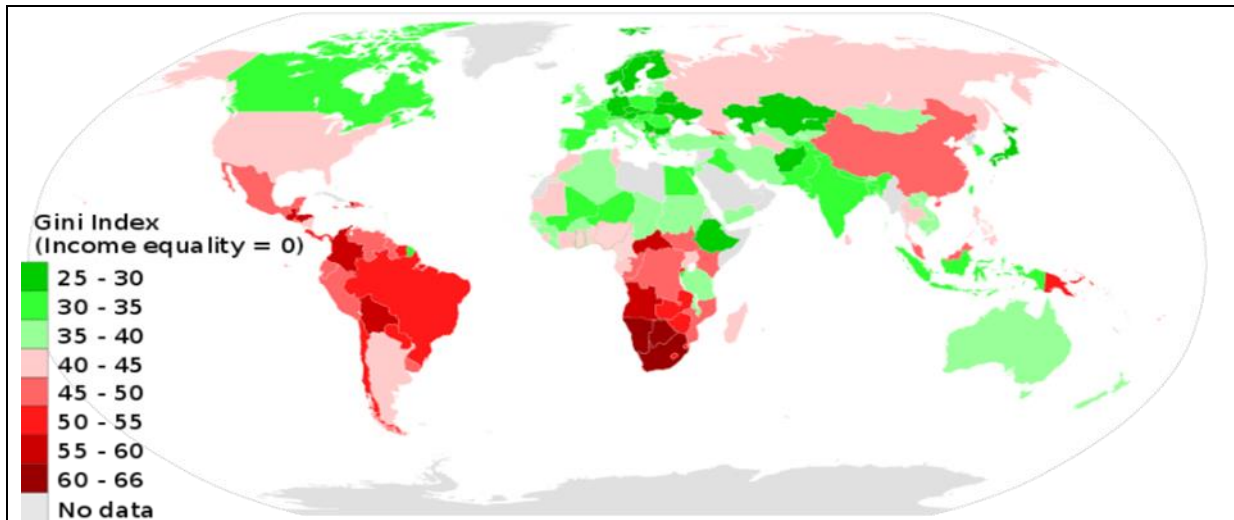 Gini Index
(Income equality = 0)
25 - 30
30 - 35
35 - 40
40 - 45
45 - 50
50 - 55
55 - 60
60 - 66
No data